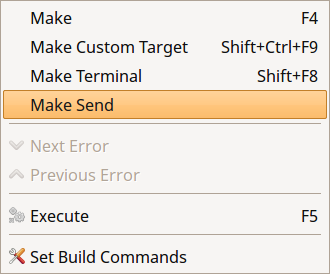 Make F4
Make Custom Target Shift+Ctrl+F9
Make Terminal Shift+F8
Make Send
Next Error
Previous Error
Execute F5
Set Build Commands